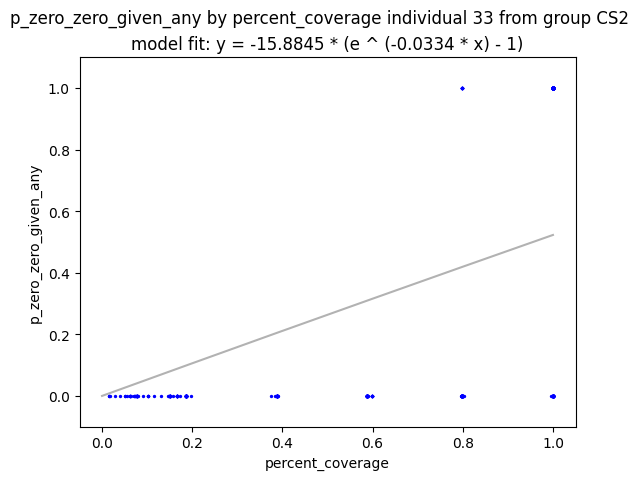 p_zero_zero_given_any by percent_coverage individual 33 from group CS2
model fit: y = -15.8845 * (e ^ (-0.0334 * x) - 1)
1.0
0.8
0.6
0.4
0.2
0.0
p_zero_zero_given_any
0.0 0.2 0.4 0.6 0.8 1.0
percent_coverage